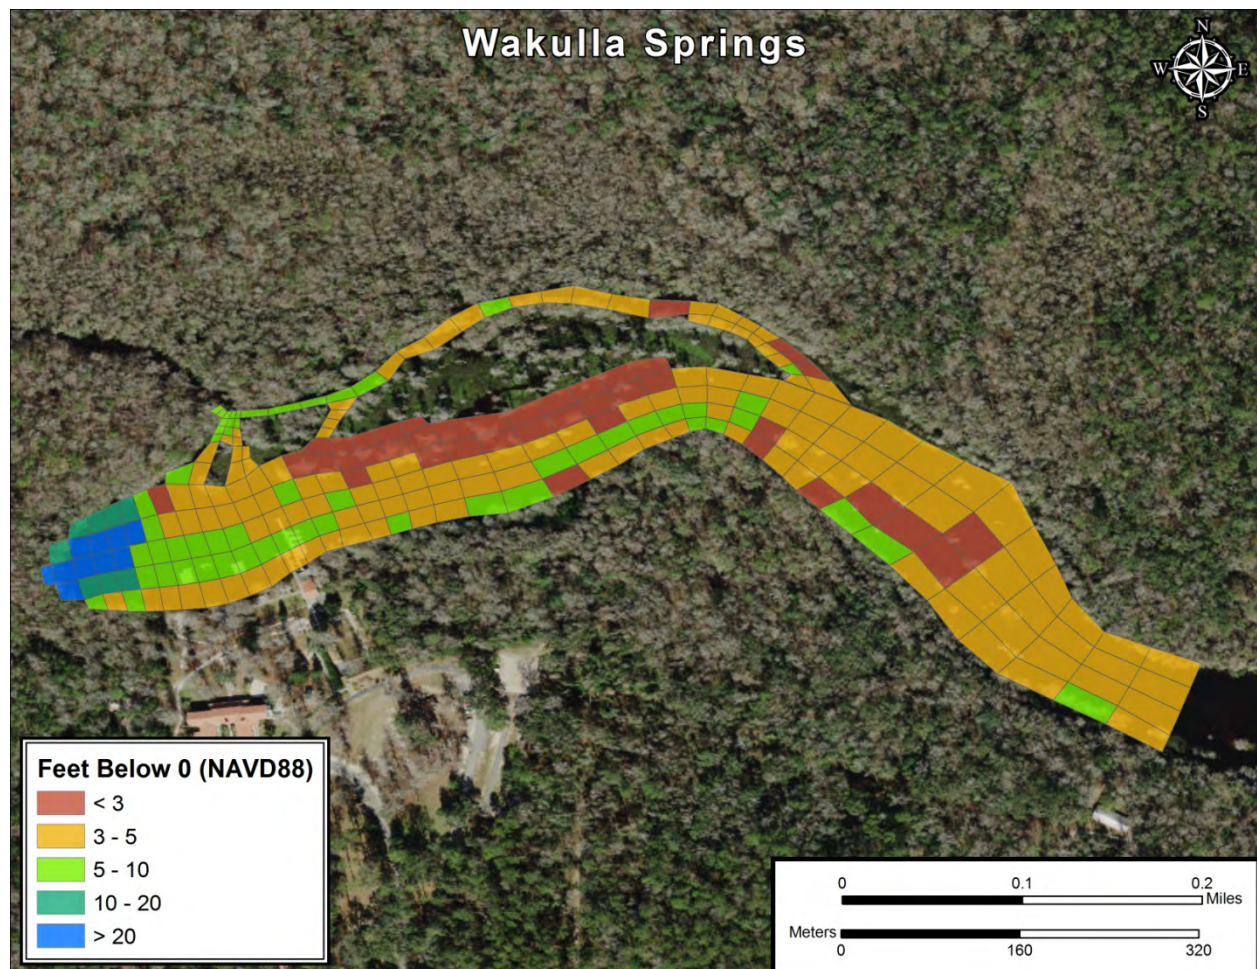 Wakulla Springs
N
W E
S
Feet Below 0 (NAVD88)
< 3
3 - 5
5 - 10
10 - 20
> 20
0 0.1 0.2
Miles
Meters
0 160 320